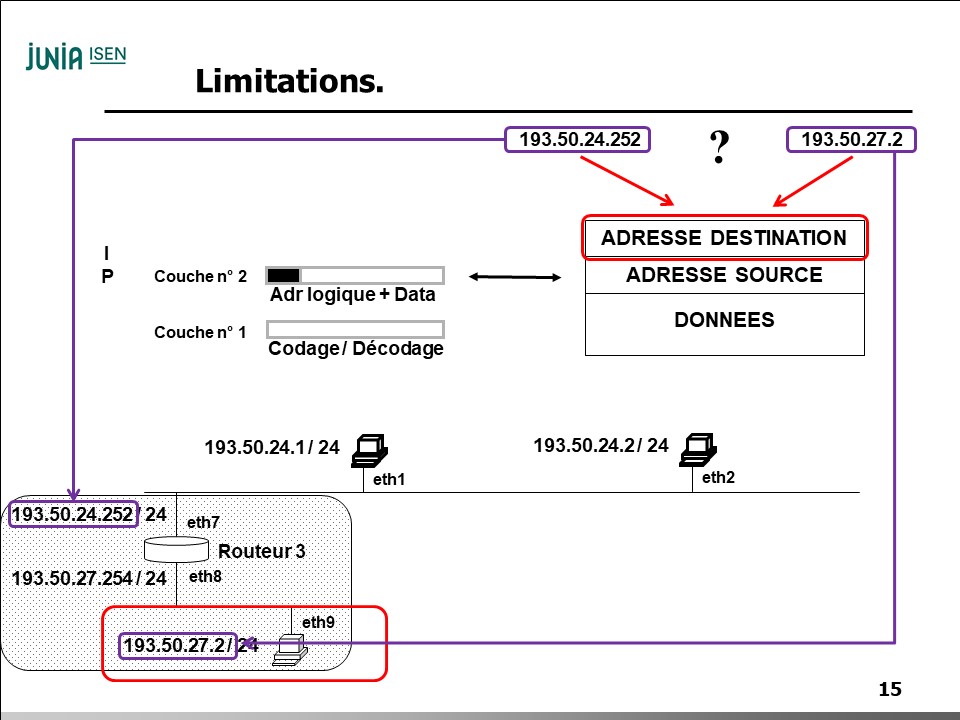 JUNIA ISEN
Limitations.
193.50.24.252
?
193.50.27.2
ADRESSE DESTINATION
ADRESSE SOURCE
DONNEES
I
P
Couche n° 2
Adr logique + Data
Couche n° 1
Codage / Décodage
193.50.24.1 / 24
eth1
193.50.24.2 / 24
eth2
193.50.24.252 / 24
eth7
Routeur 3
193.50.27.254 / 24
eth8
eth9
193.50.27.2 / 24
15